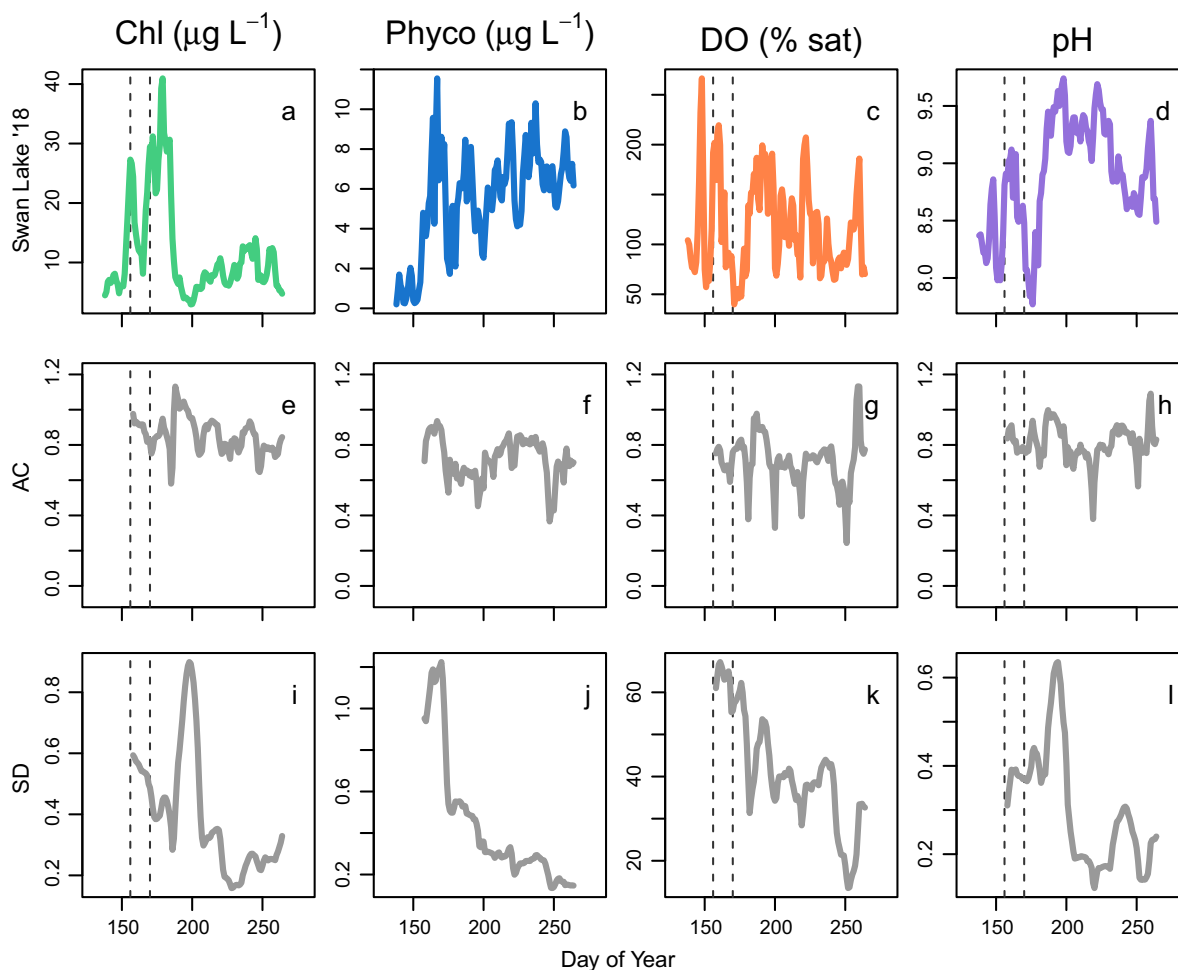 Chl (μg L⁻¹) Phyco (μg L⁻¹) DO (% sat) pH
Swan Lake '18
10 20 30 40
a
0 2 4 6 8 10
b
50 100 200
c
8.0 8.5 9.0 9.5
d
AC
0.0 0.4 0.8 1.2
e
0.0 0.4 0.8 1.2
f
0.0 0.4 0.8 1.2
g
0.0 0.4 0.8 1.2
h
SD
0.2 0.4 0.6 0.8
i
0.2 0.6 1.0
j
20 40 60
k
0.2 0.4 0.6
l
150 200 250 150 200 250 150 200 250 150 200 250
Day of Year